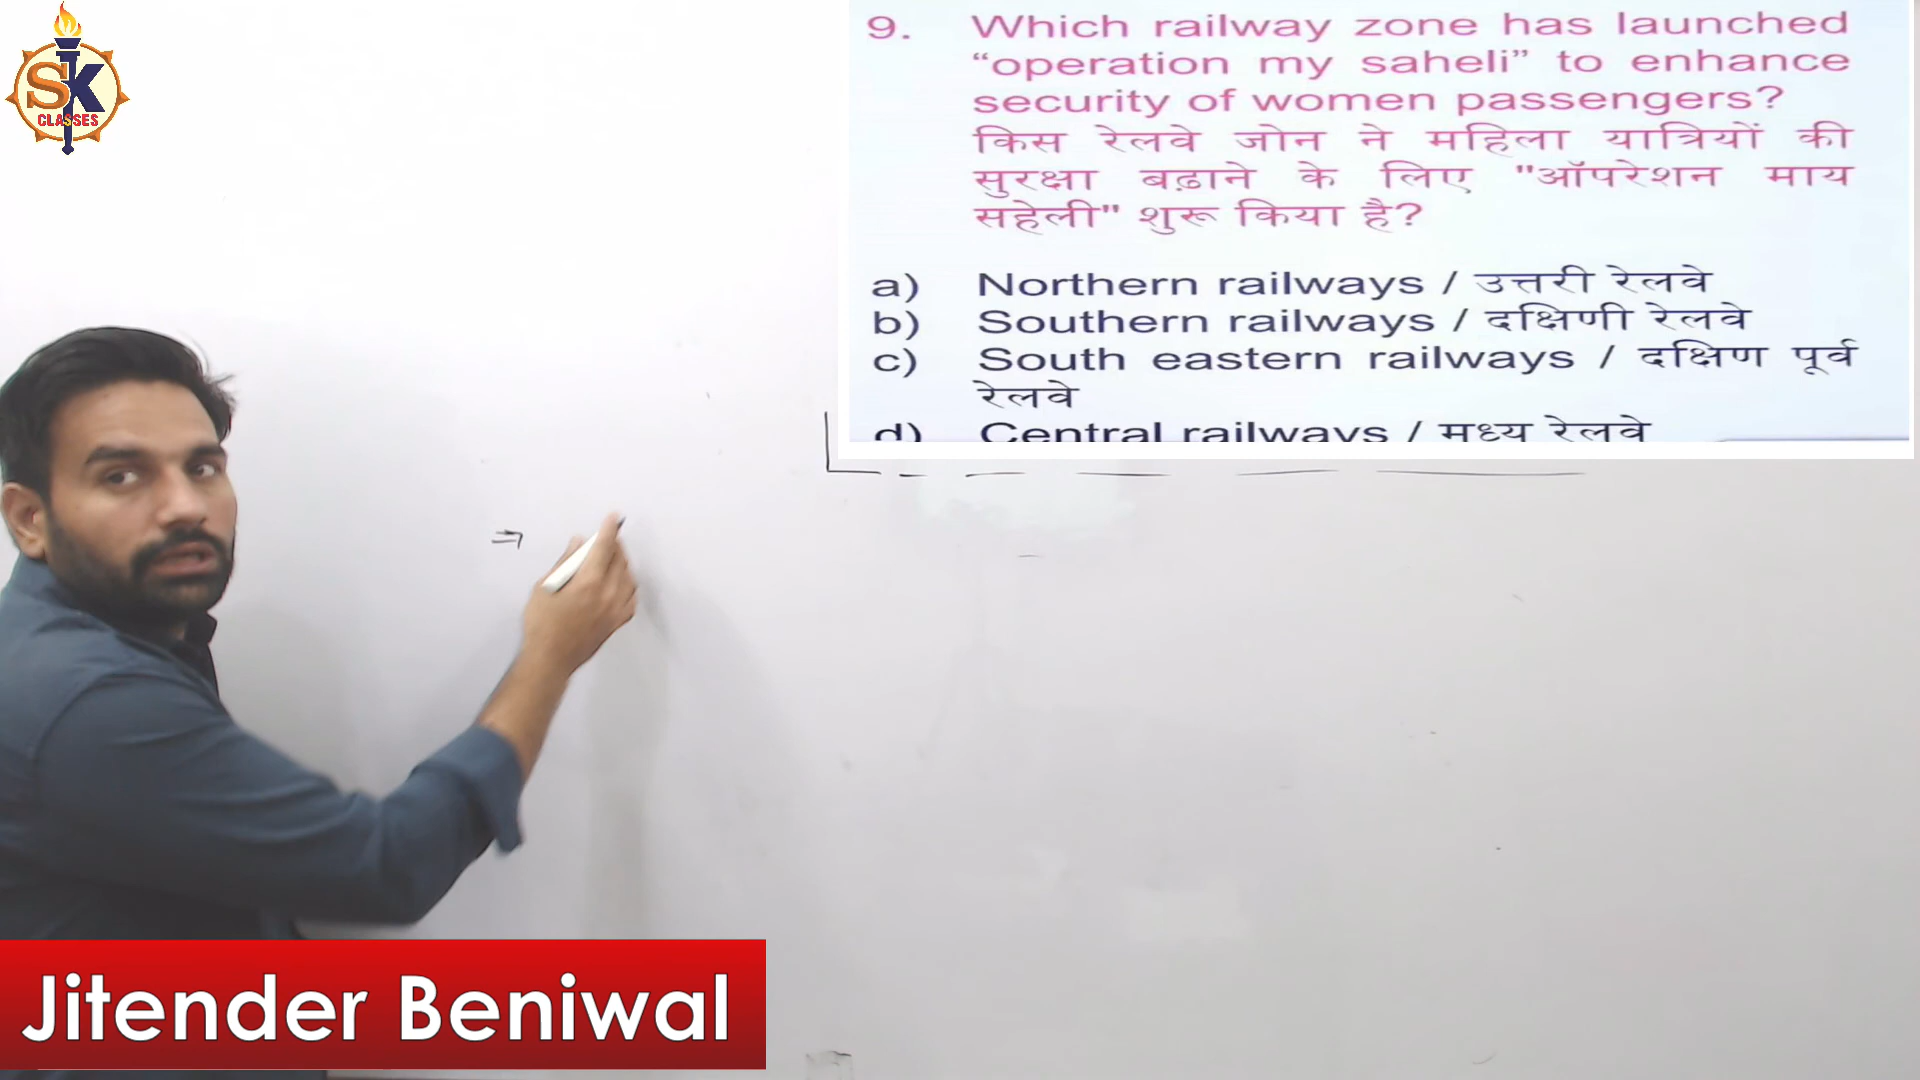 SK
CLASSES
9. Which railway zone has launched
“operation my saheli” to enhance
security of women passengers?
किस रेलवे जोन ने महिला यात्रियों की
सुरक्षा बढ़ाने के लिए "ऑपरेशन माय
सहेली" शुरू किया है?
a) Northern railways / उत्तरी रेलवे
b) Southern railways / दक्षिणी रेलवे
c) South eastern railways / दक्षिण पूर्व
रेलवे
d) Central railways / मध्य रेलवे
Jitender Beniwal